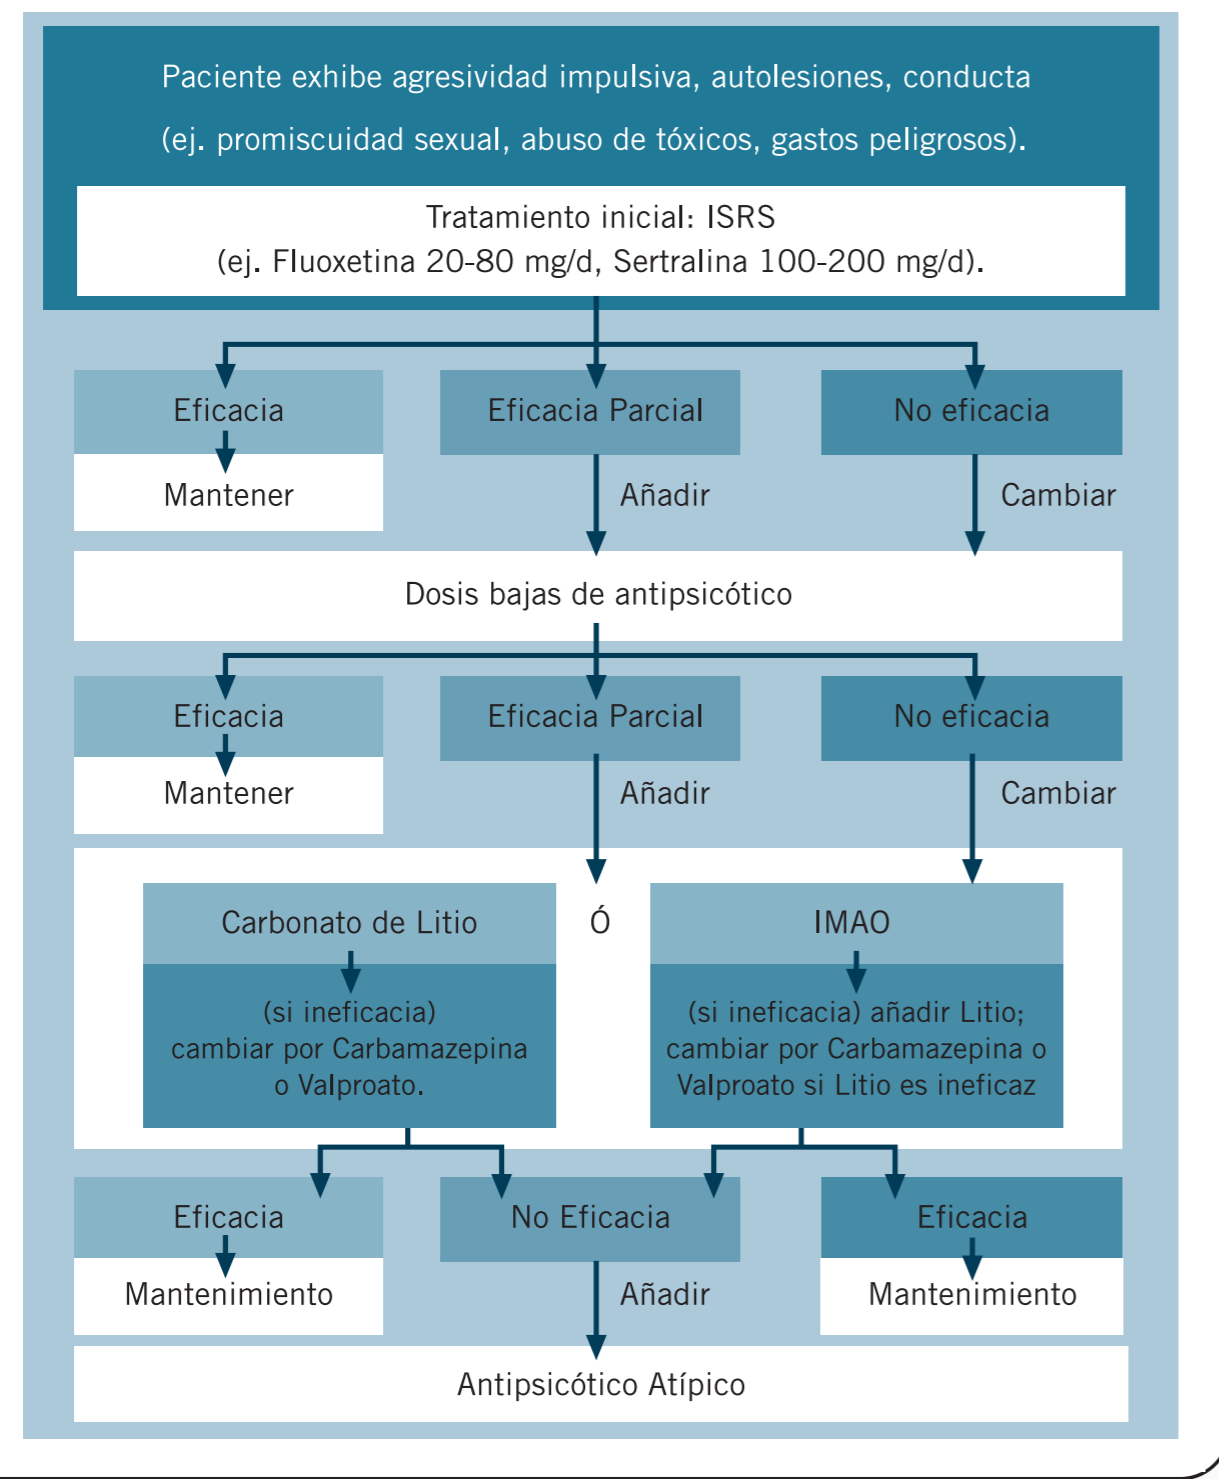 Paciente exhibe agresividad impulsiva, autolesiones, conducta
(ej. promiscuidad sexual, abuso de tóxicos, gastos peligrosos).
Tratamiento inicial: ISRS
(ej. Fluoxetina 20-80 mg/d, Sertralina 100-200 mg/d).
Eficacia
Eficacia Parcial
No eficacia
Mantener
Añadir
Cambiar
Dosis bajas de antipsicótico
Eficacia
Eficacia Parcial
No eficacia
Mantener
Añadir
Cambiar
Carbonato de Litio
Ó
IMAO
(si ineficacia)
cambiar por Carbamazepina
o Valproato.
(si ineficacia) añadir Litio;
cambiar por Carbamazepina o
Valproato si Litio es ineficaz
Eficacia
No Eficacia
Eficacia
Mantenimiento
Añadir
Mantenimiento
Antipsicótico Atípico